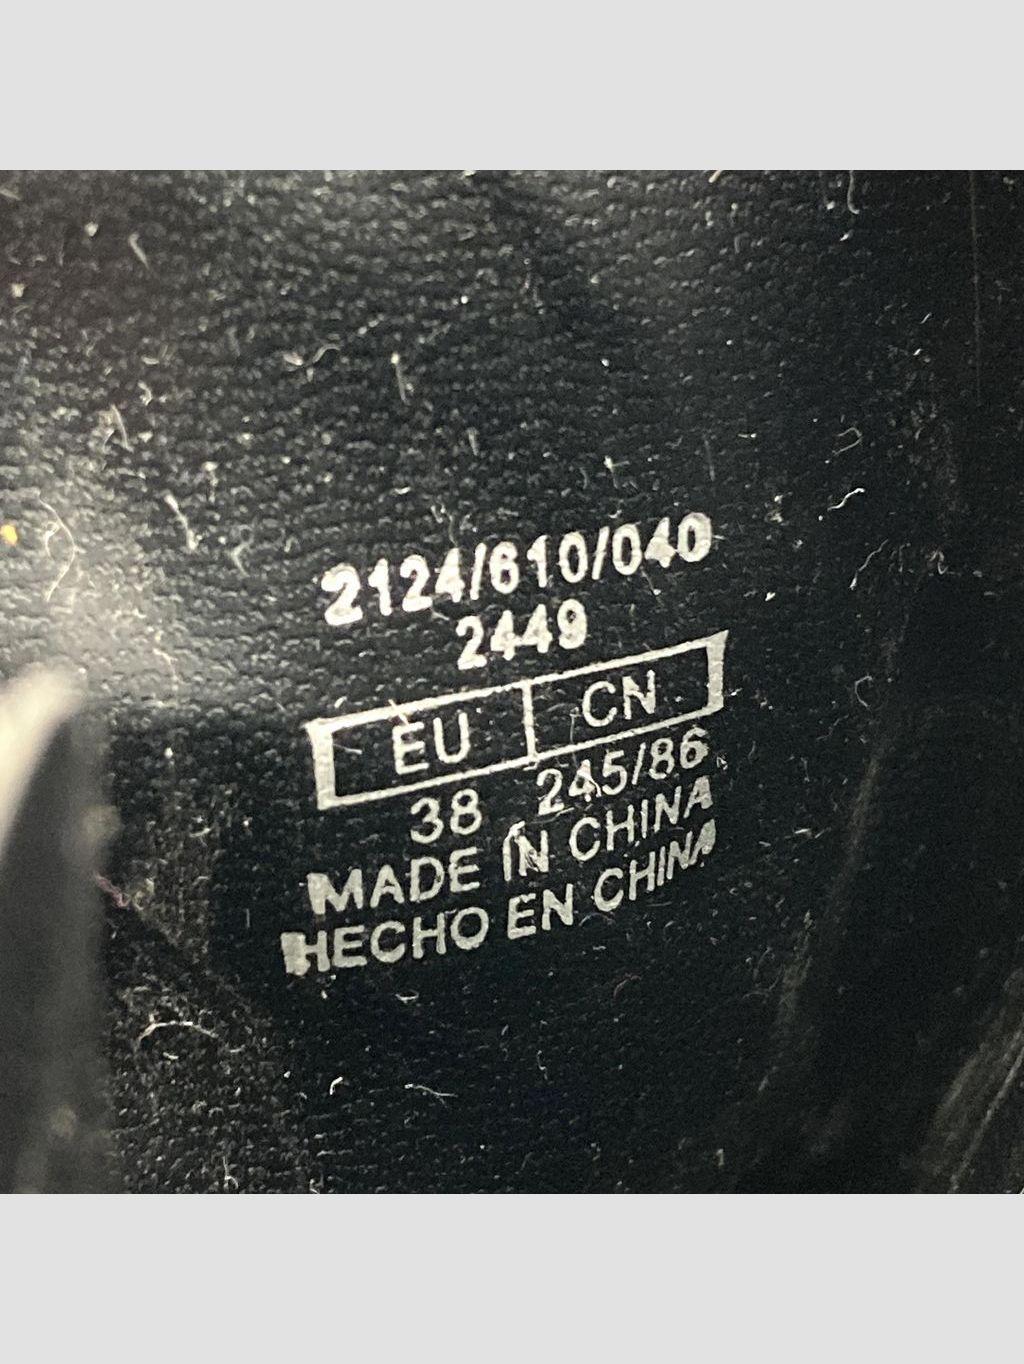 2124/610/040
2449
EU CN
38 245/86
MADE IN CHINA
HECHO EN CHINA